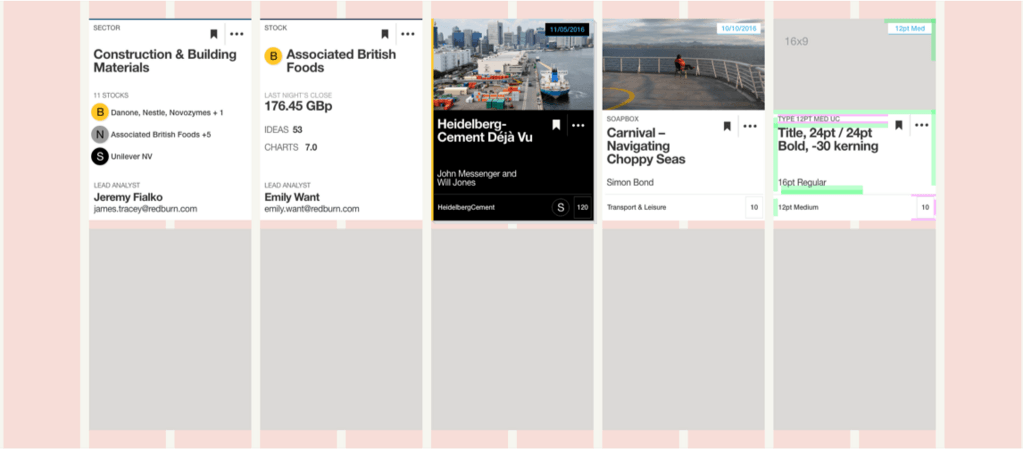 SECTOR
Construction & Building
Materials
11 STOCKS
B Danone, Nestle, Novozymes + 1
N Associated British Foods +5
S Unilever NV
LEAD ANALYST
Jeremy Fialko
james.tracey@redburn.com
STOCK
B Associated British
Foods
LAST NIGHT'S CLOSE
176.45 GBp
IDEAS 53
CHARTS 7.0
LEAD ANALYST
Emily Want
emily.want@redburn.com
11/05/2016
Heidelberg-
Cement Déjà Vu
John Messenger and
Will Jones
HeidelbergCement S 120
10/10/2016
SOAPBOX
Carnival –
Navigating
Choppy Seas
Simon Bond
Transport & Leisure 10
12pt Med
16x9
TYPE 12PT MED UC
Title, 24pt / 24pt
Bold, -30 kerning
16pt Regular
12pt Medium 10